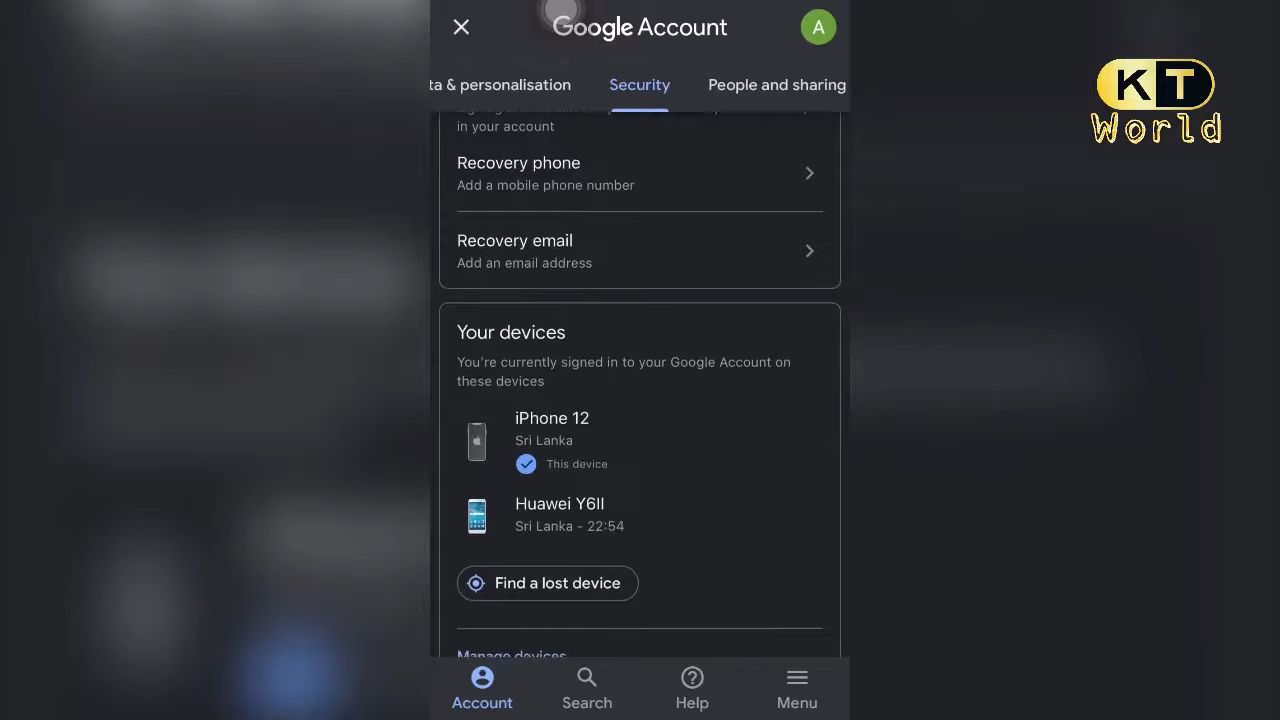 Google Account
A
KT
World
ta & personalisation
Security
People and sharing
in your account
Recovery phone
Add a mobile phone number
Recovery email
Add an email address
Your devices
You're currently signed in to your Google Account on
these devices
iPhone 12
Sri Lanka
This device
Huawei Y6II
Sri Lanka - 22:54
Find a lost device
Manage devices
Account
Search
Help
Menu